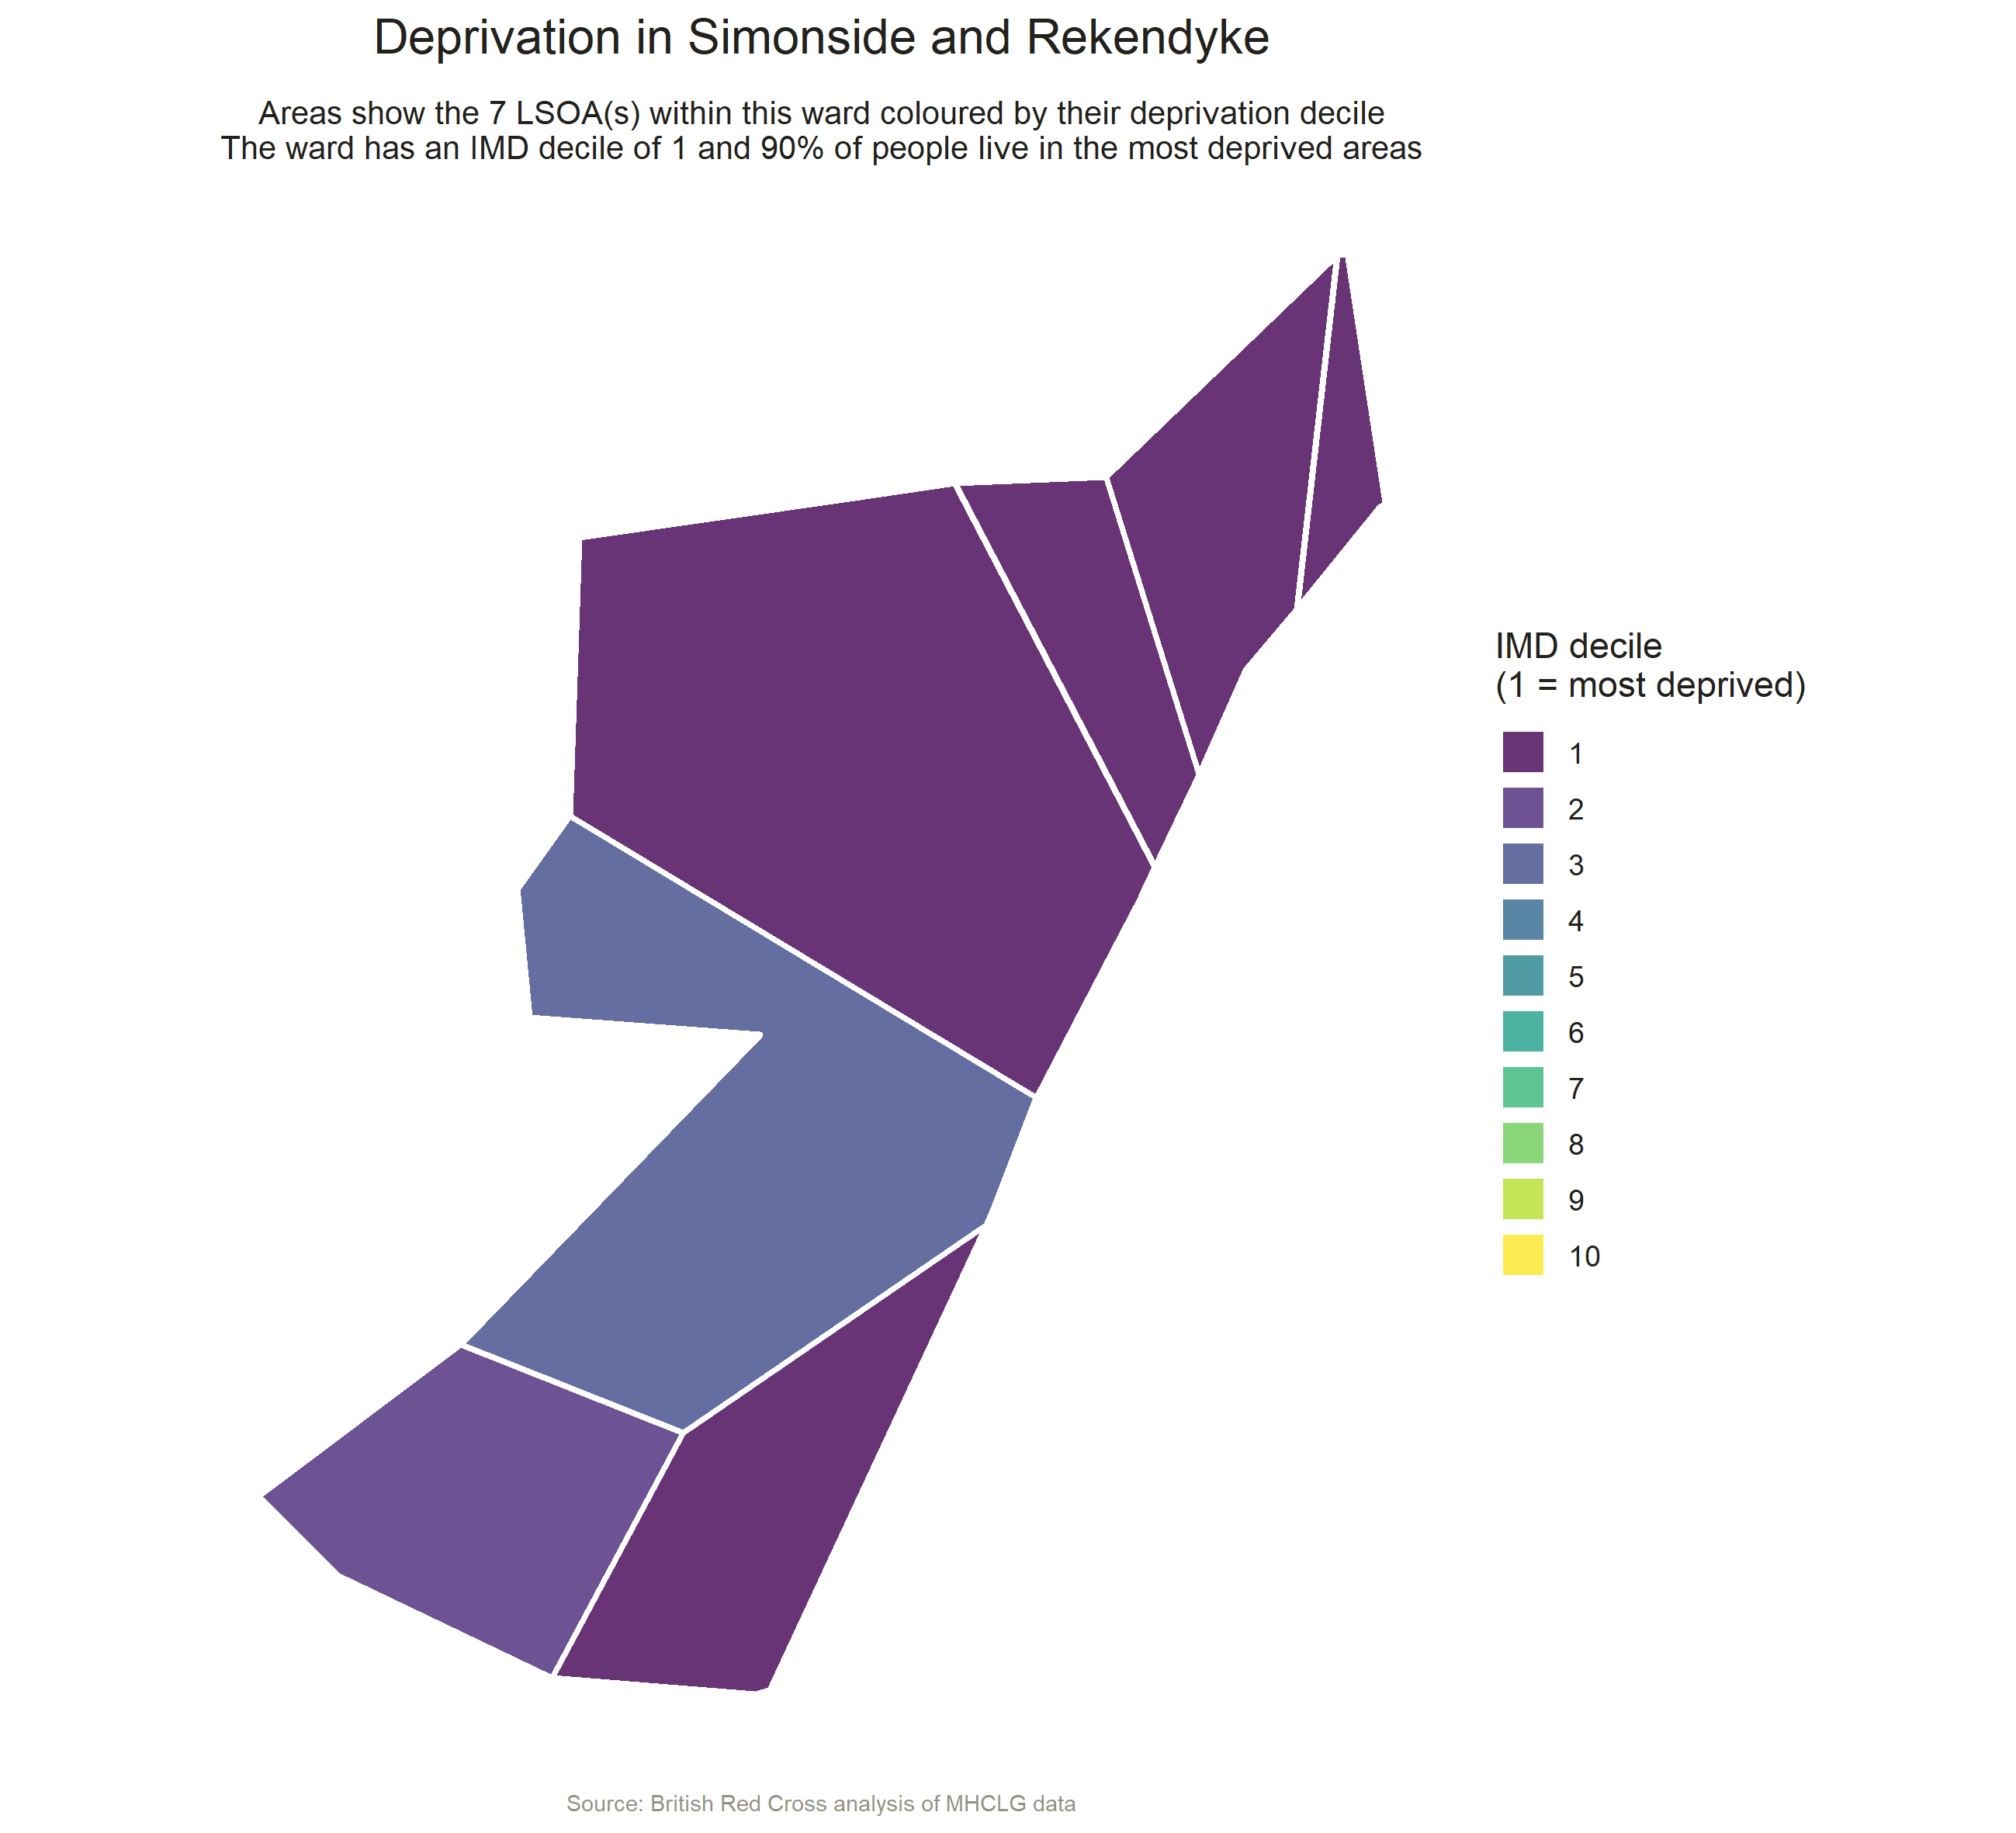 Deprivation in Simonside and Rekendyke
Areas show the 7 LSOA(s) within this ward coloured by their deprivation decile
The ward has an IMD decile of 1 and 90% of people live in the most deprived areas
IMD decile
(1 = most deprived)
1
2
3
4
5
6
7
8
9
10
Source: British Red Cross analysis of MHCLG data